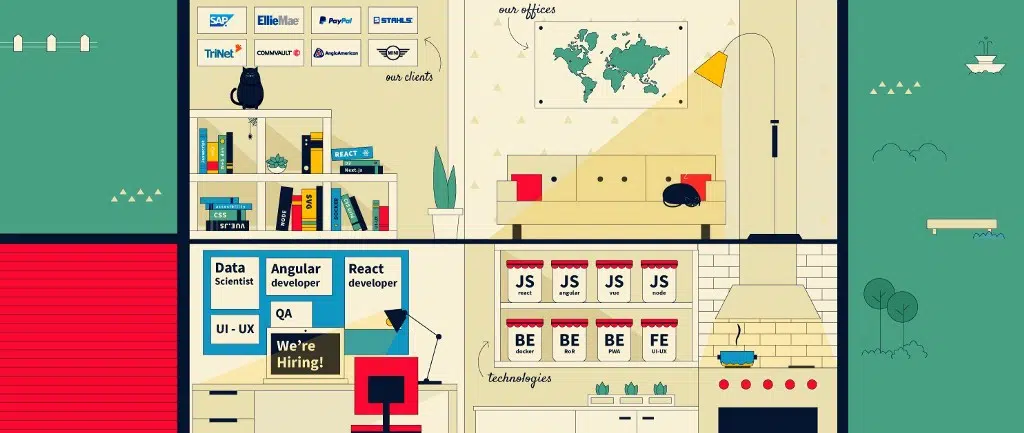 our offices
SAP
EllieMae
PayPal
STAHLS'
TriNet
COMMVAULT
AngloAmerican
MINI
our clients
REACT
Next js
accessibility
CSS
VUE.JS
JSON
SVG
Data
Scientist
Angular
developer
React
developer
QA
UI - UX
We're
Hiring!
JS
react
JS
angular
JS
vue
JS
node
BE
docker
BE
RoR
BE
PWA
FE
UI-UX
technologies